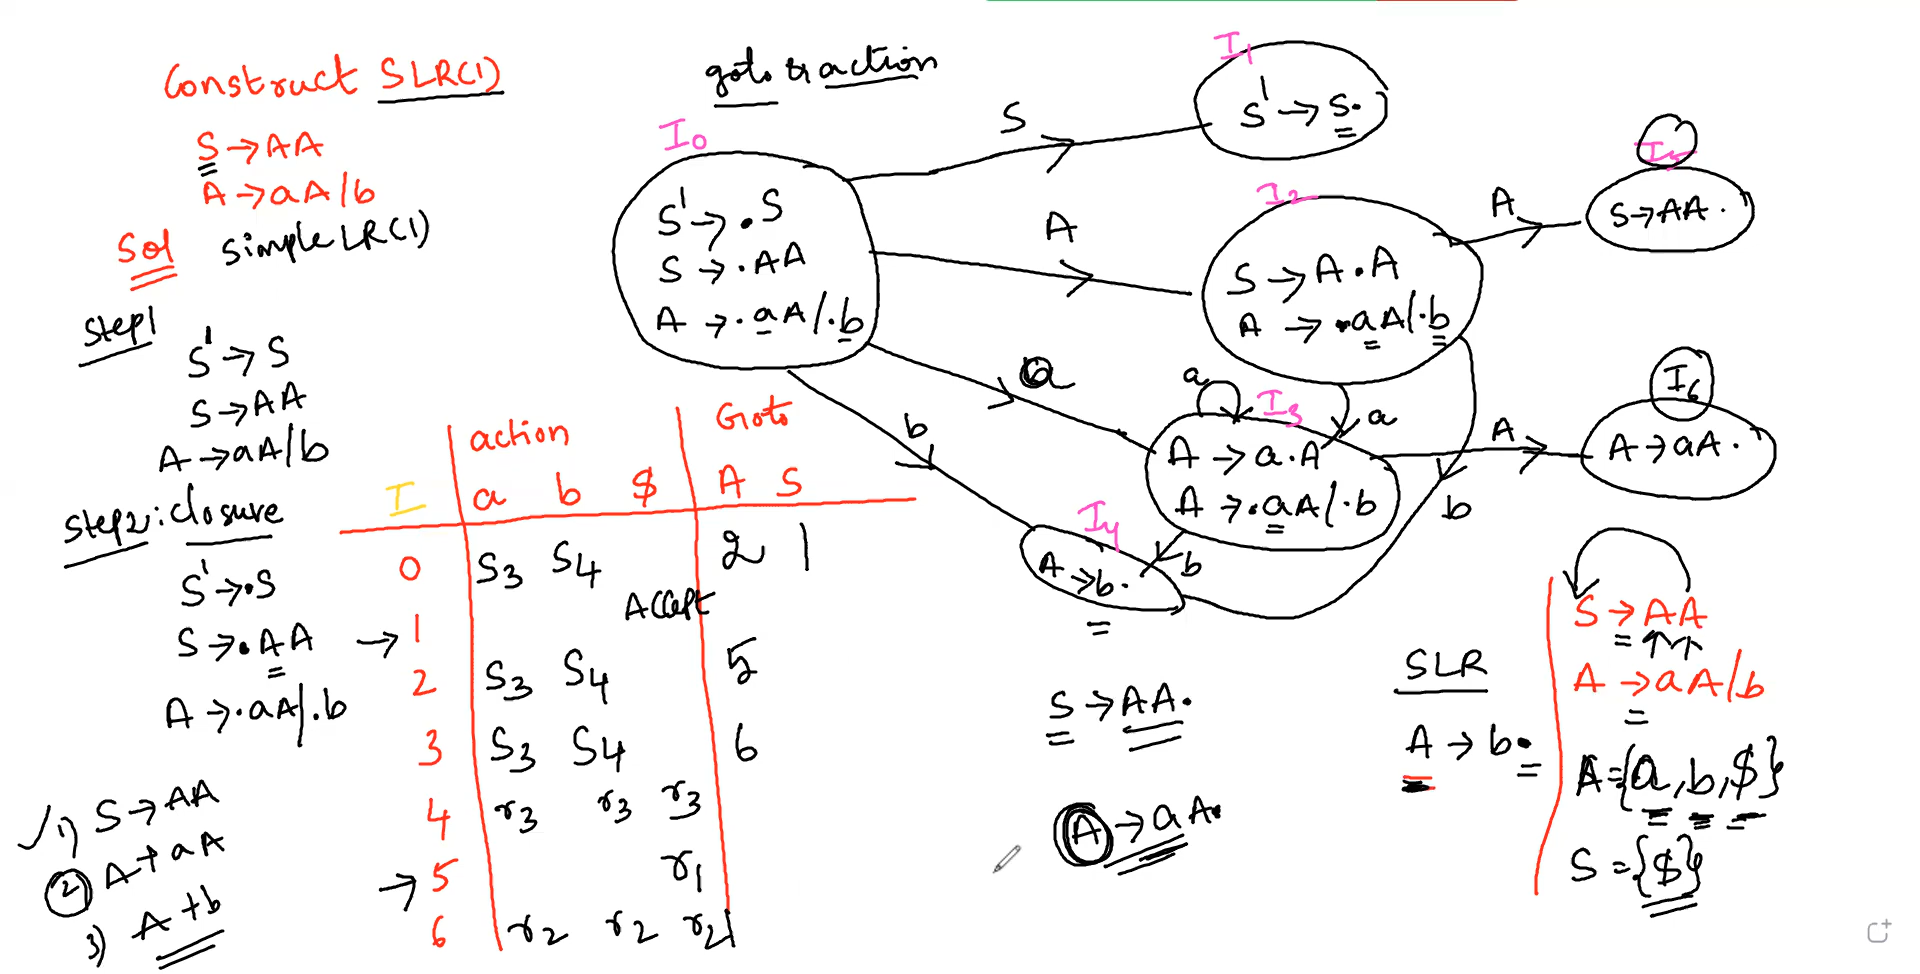 Construct SLR(1)
S → AA
A → aA/b
Sol simple LR(1)
Step1
S' → S
S → AA
A → aA/b
Step2: closure
S' → .S
S → .AA
A → .aA/.b
1) S → AA
2) A → aA
3) A → b
goto & action
I0
S' → .S
S → .AA
A → .aA/.b
S
A
a
b
I1
S' → S.
I2
S → A.A
A → .aA/.b
A
a
b
I5
S → AA.
a
I3
A → a.A
A → .aA/.b
A
b
I6
A → aA.
I4
A → b.
action Goto
I a b $ A S
0 S3 S4 2 1
1 Accept
2 S3 S4 5
3 S3 S4 6
4 r3 r3 r3
5 r1
6 r2 r2 r2
S → AA.
A → aA.
SLR
A → b.
S → AA
A → aA/b
A = {a,b,$}
S = {$}